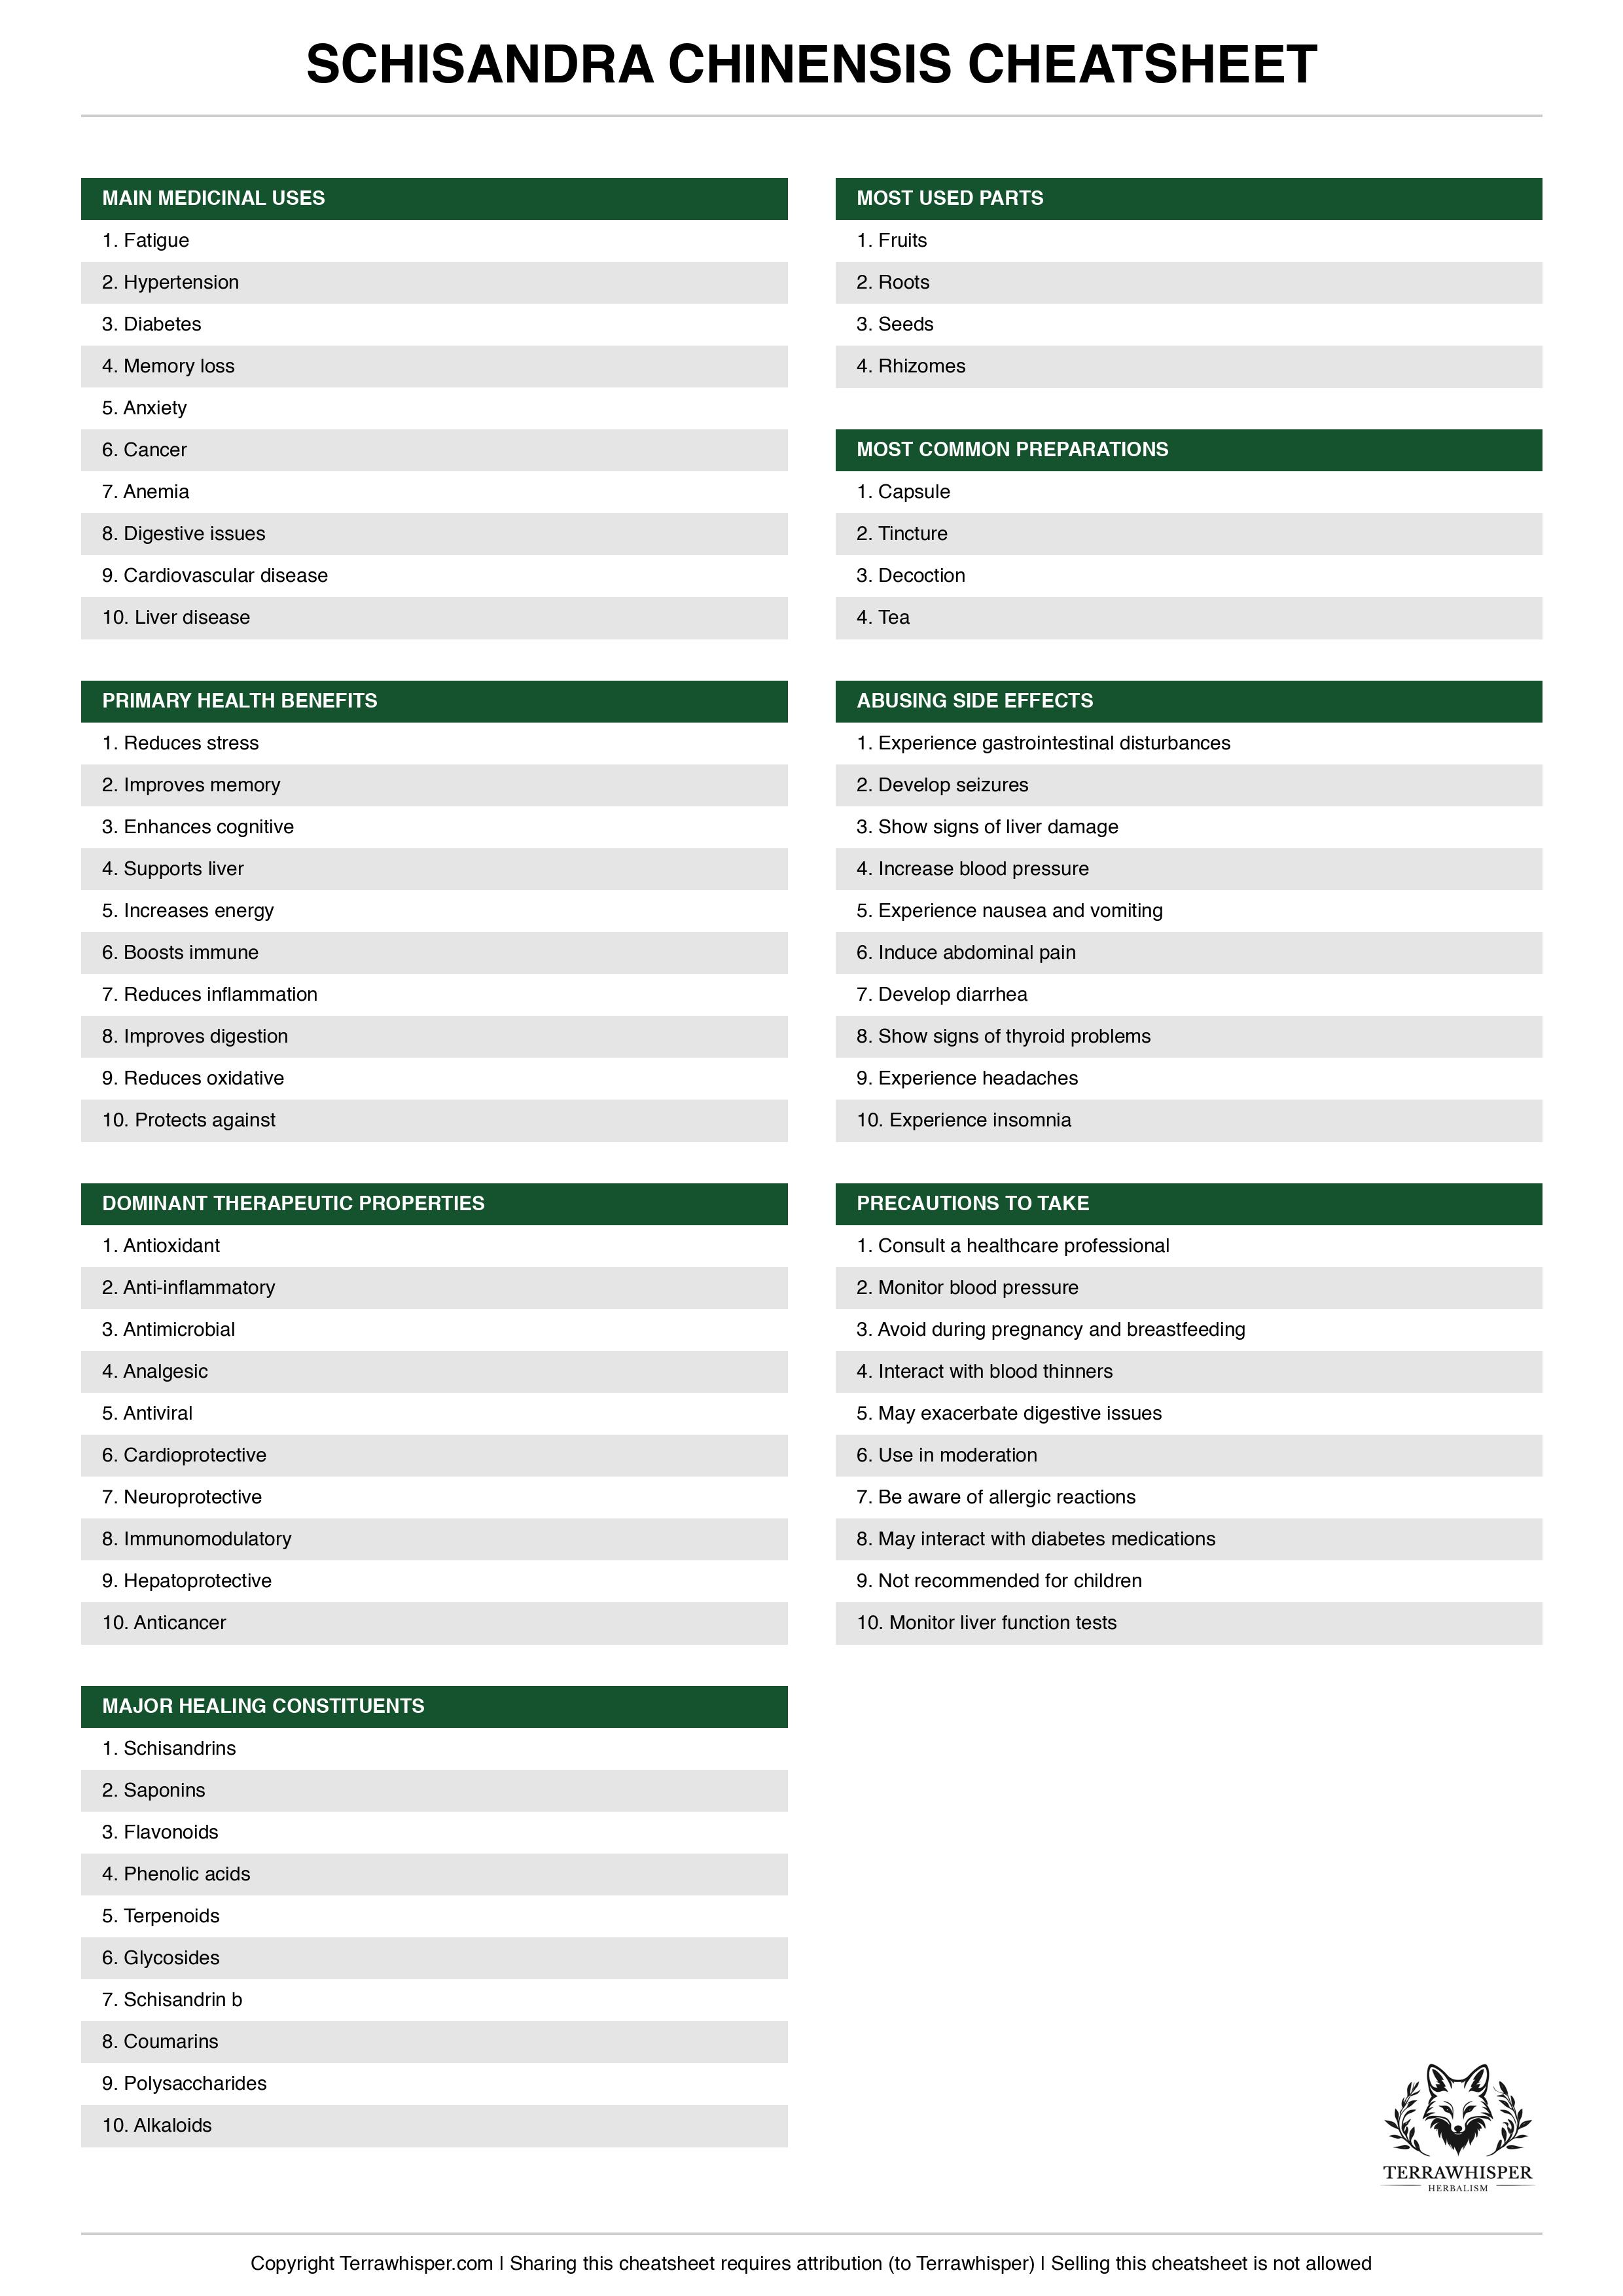 SCHISANDRA CHINENSIS CHEATSHEET
MAIN MEDICINAL USES
1. Fatigue
2. Hypertension
3. Diabetes
4. Memory loss
5. Anxiety
6. Cancer
7. Anemia
8. Digestive issues
9. Cardiovascular disease
10. Liver disease
PRIMARY HEALTH BENEFITS
1. Reduces stress
2. Improves memory
3. Enhances cognitive
4. Supports liver
5. Increases energy
6. Boosts immune
7. Reduces inflammation
8. Improves digestion
9. Reduces oxidative
10. Protects against
DOMINANT THERAPEUTIC PROPERTIES
1. Antioxidant
2. Anti-inflammatory
3. Antimicrobial
4. Analgesic
5. Antiviral
6. Cardioprotective
7. Neuroprotective
8. Immunomodulatory
9. Hepatoprotective
10. Anticancer
MAJOR HEALING CONSTITUENTS
1. Schisandrins
2. Saponins
3. Flavonoids
4. Phenolic acids
5. Terpenoids
6. Glycosides
7. Schisandrin b
8. Coumarins
9. Polysaccharides
10. Alkaloids
MOST USED PARTS
1. Fruits
2. Roots
3. Seeds
4. Rhizomes
MOST COMMON PREPARATIONS
1. Capsule
2. Tincture
3. Decoction
4. Tea
ABUSING SIDE EFFECTS
1. Experience gastrointestinal disturbances
2. Develop seizures
3. Show signs of liver damage
4. Increase blood pressure
5. Experience nausea and vomiting
6. Induce abdominal pain
7. Develop diarrhea
8. Show signs of thyroid problems
9. Experience headaches
10. Experience insomnia
PRECAUTIONS TO TAKE
1. Consult a healthcare professional
2. Monitor blood pressure
3. Avoid during pregnancy and breastfeeding
4. Interact with blood thinners
5. May exacerbate digestive issues
6. Use in moderation
7. Be aware of allergic reactions
8. May interact with diabetes medications
9. Not recommended for children
10. Monitor liver function tests
TERRAWHISPER
HERBALISM
Copyright Terrawhisper.com | Sharing this cheatsheet requires attribution (to Terrawhisper) | Selling this cheatsheet is not allowed